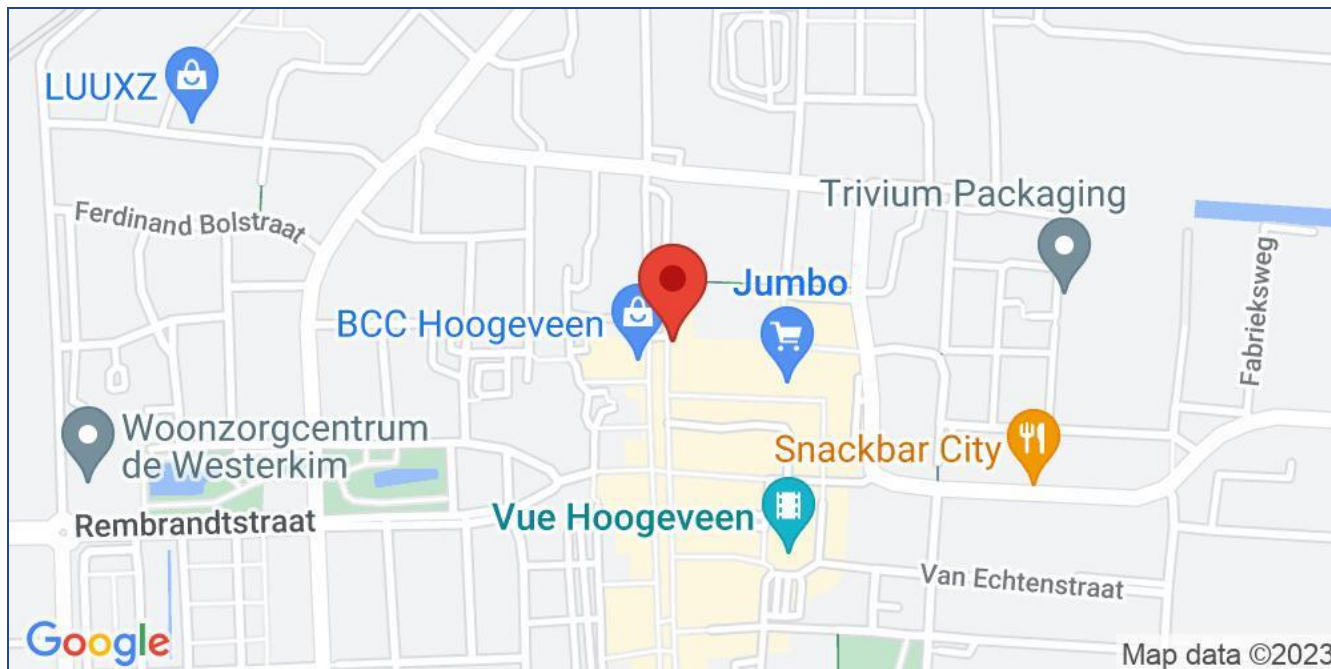 LUUXZ
Trivium Packaging
Ferdinand Bolstraat
Fabrieksweg
Jumbo
BCC Hoogeveen
Woonzorgcentrum
de Westerkim
Snackbar City
Rembrandtstraat
Vue Hoogeveen
Van Echtenstraat
Google
Map data ©2023